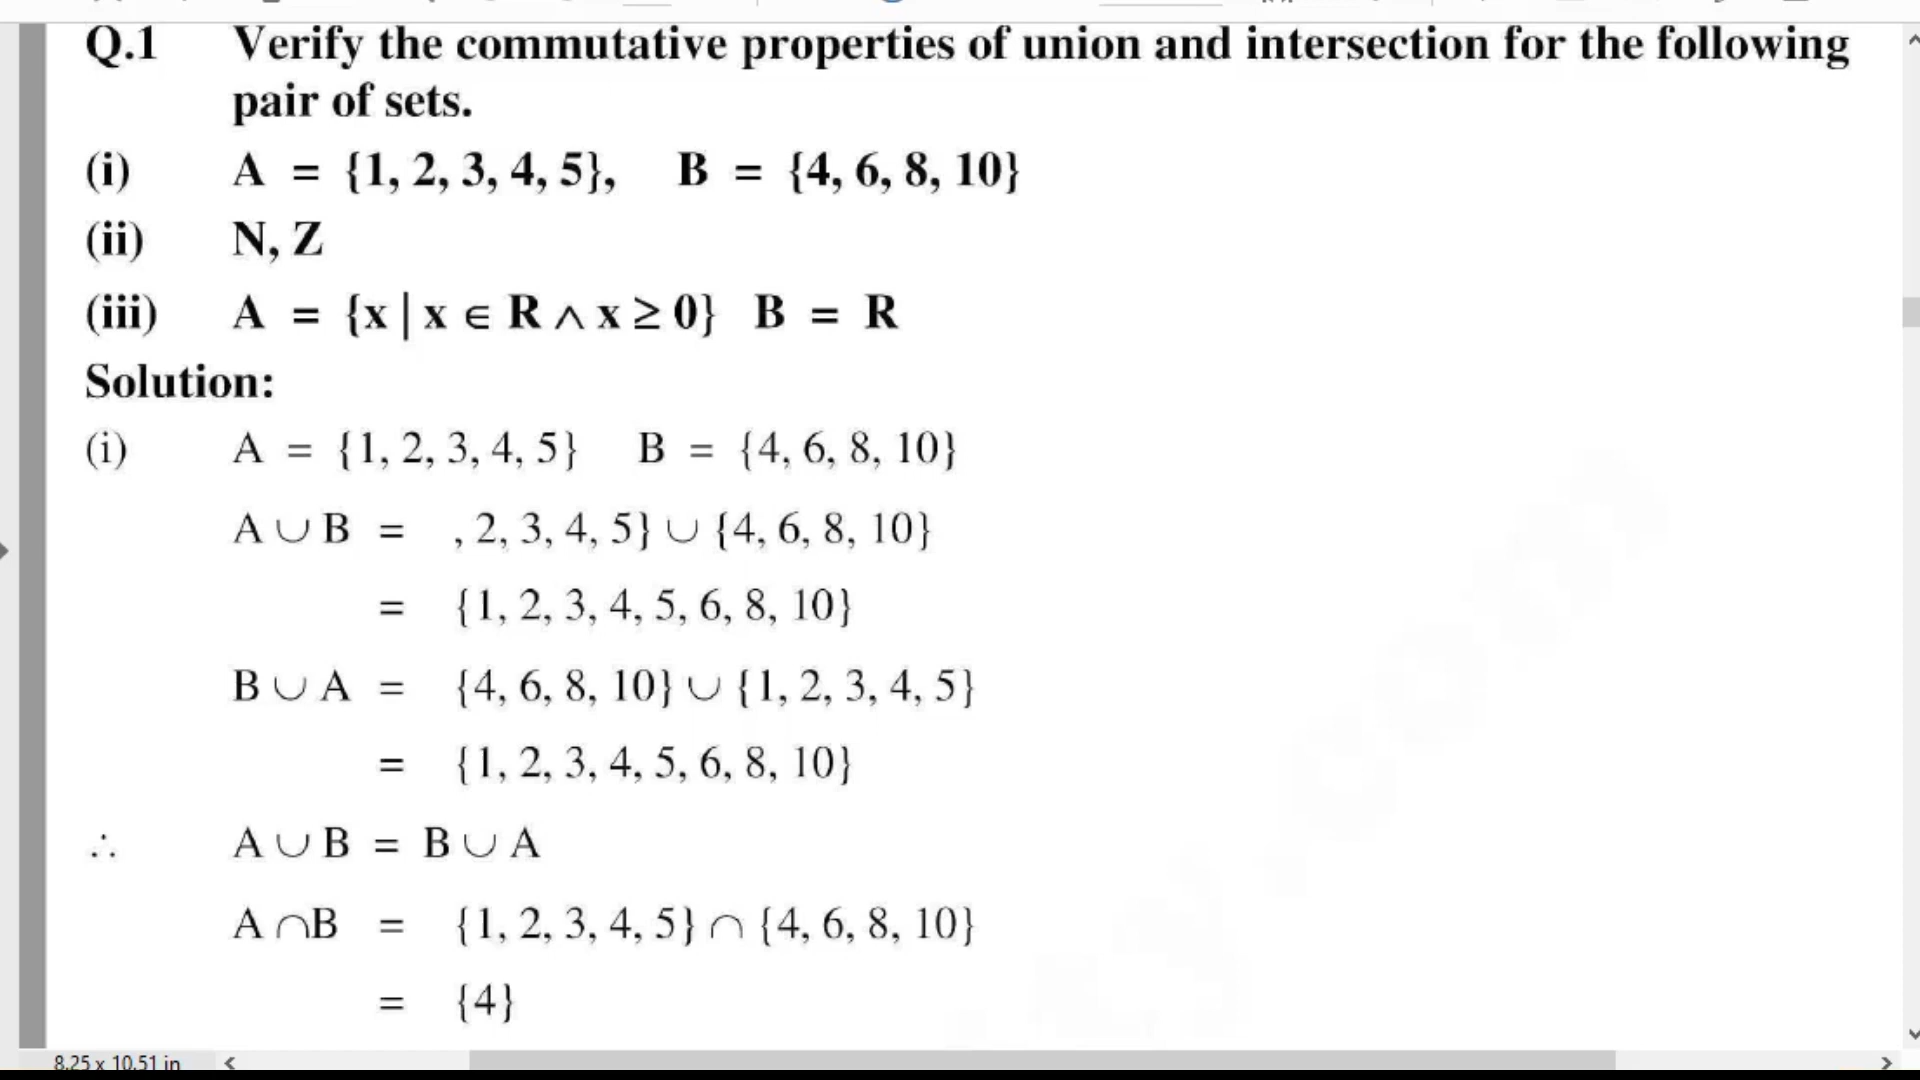 Q.1 Verify the commutative properties of union and intersection for the following
pair of sets.
(i) A = {1, 2, 3, 4, 5}, B = {4, 6, 8, 10}
(ii) N, Z
(iii) A = {x | x ∈ R ∧ x ≥ 0} B = R
Solution:
(i) A = {1, 2, 3, 4, 5} B = {4, 6, 8, 10}
A ∪ B = , 2, 3, 4, 5} ∪ {4, 6, 8, 10}
= {1, 2, 3, 4, 5, 6, 8, 10}
B ∪ A = {4, 6, 8, 10} ∪ {1, 2, 3, 4, 5}
= {1, 2, 3, 4, 5, 6, 8, 10}
∴ A ∪ B = B ∪ A
A ∩B = {1, 2, 3, 4, 5} ∩ {4, 6, 8, 10}
= {4}
8.25 x 10.51 in